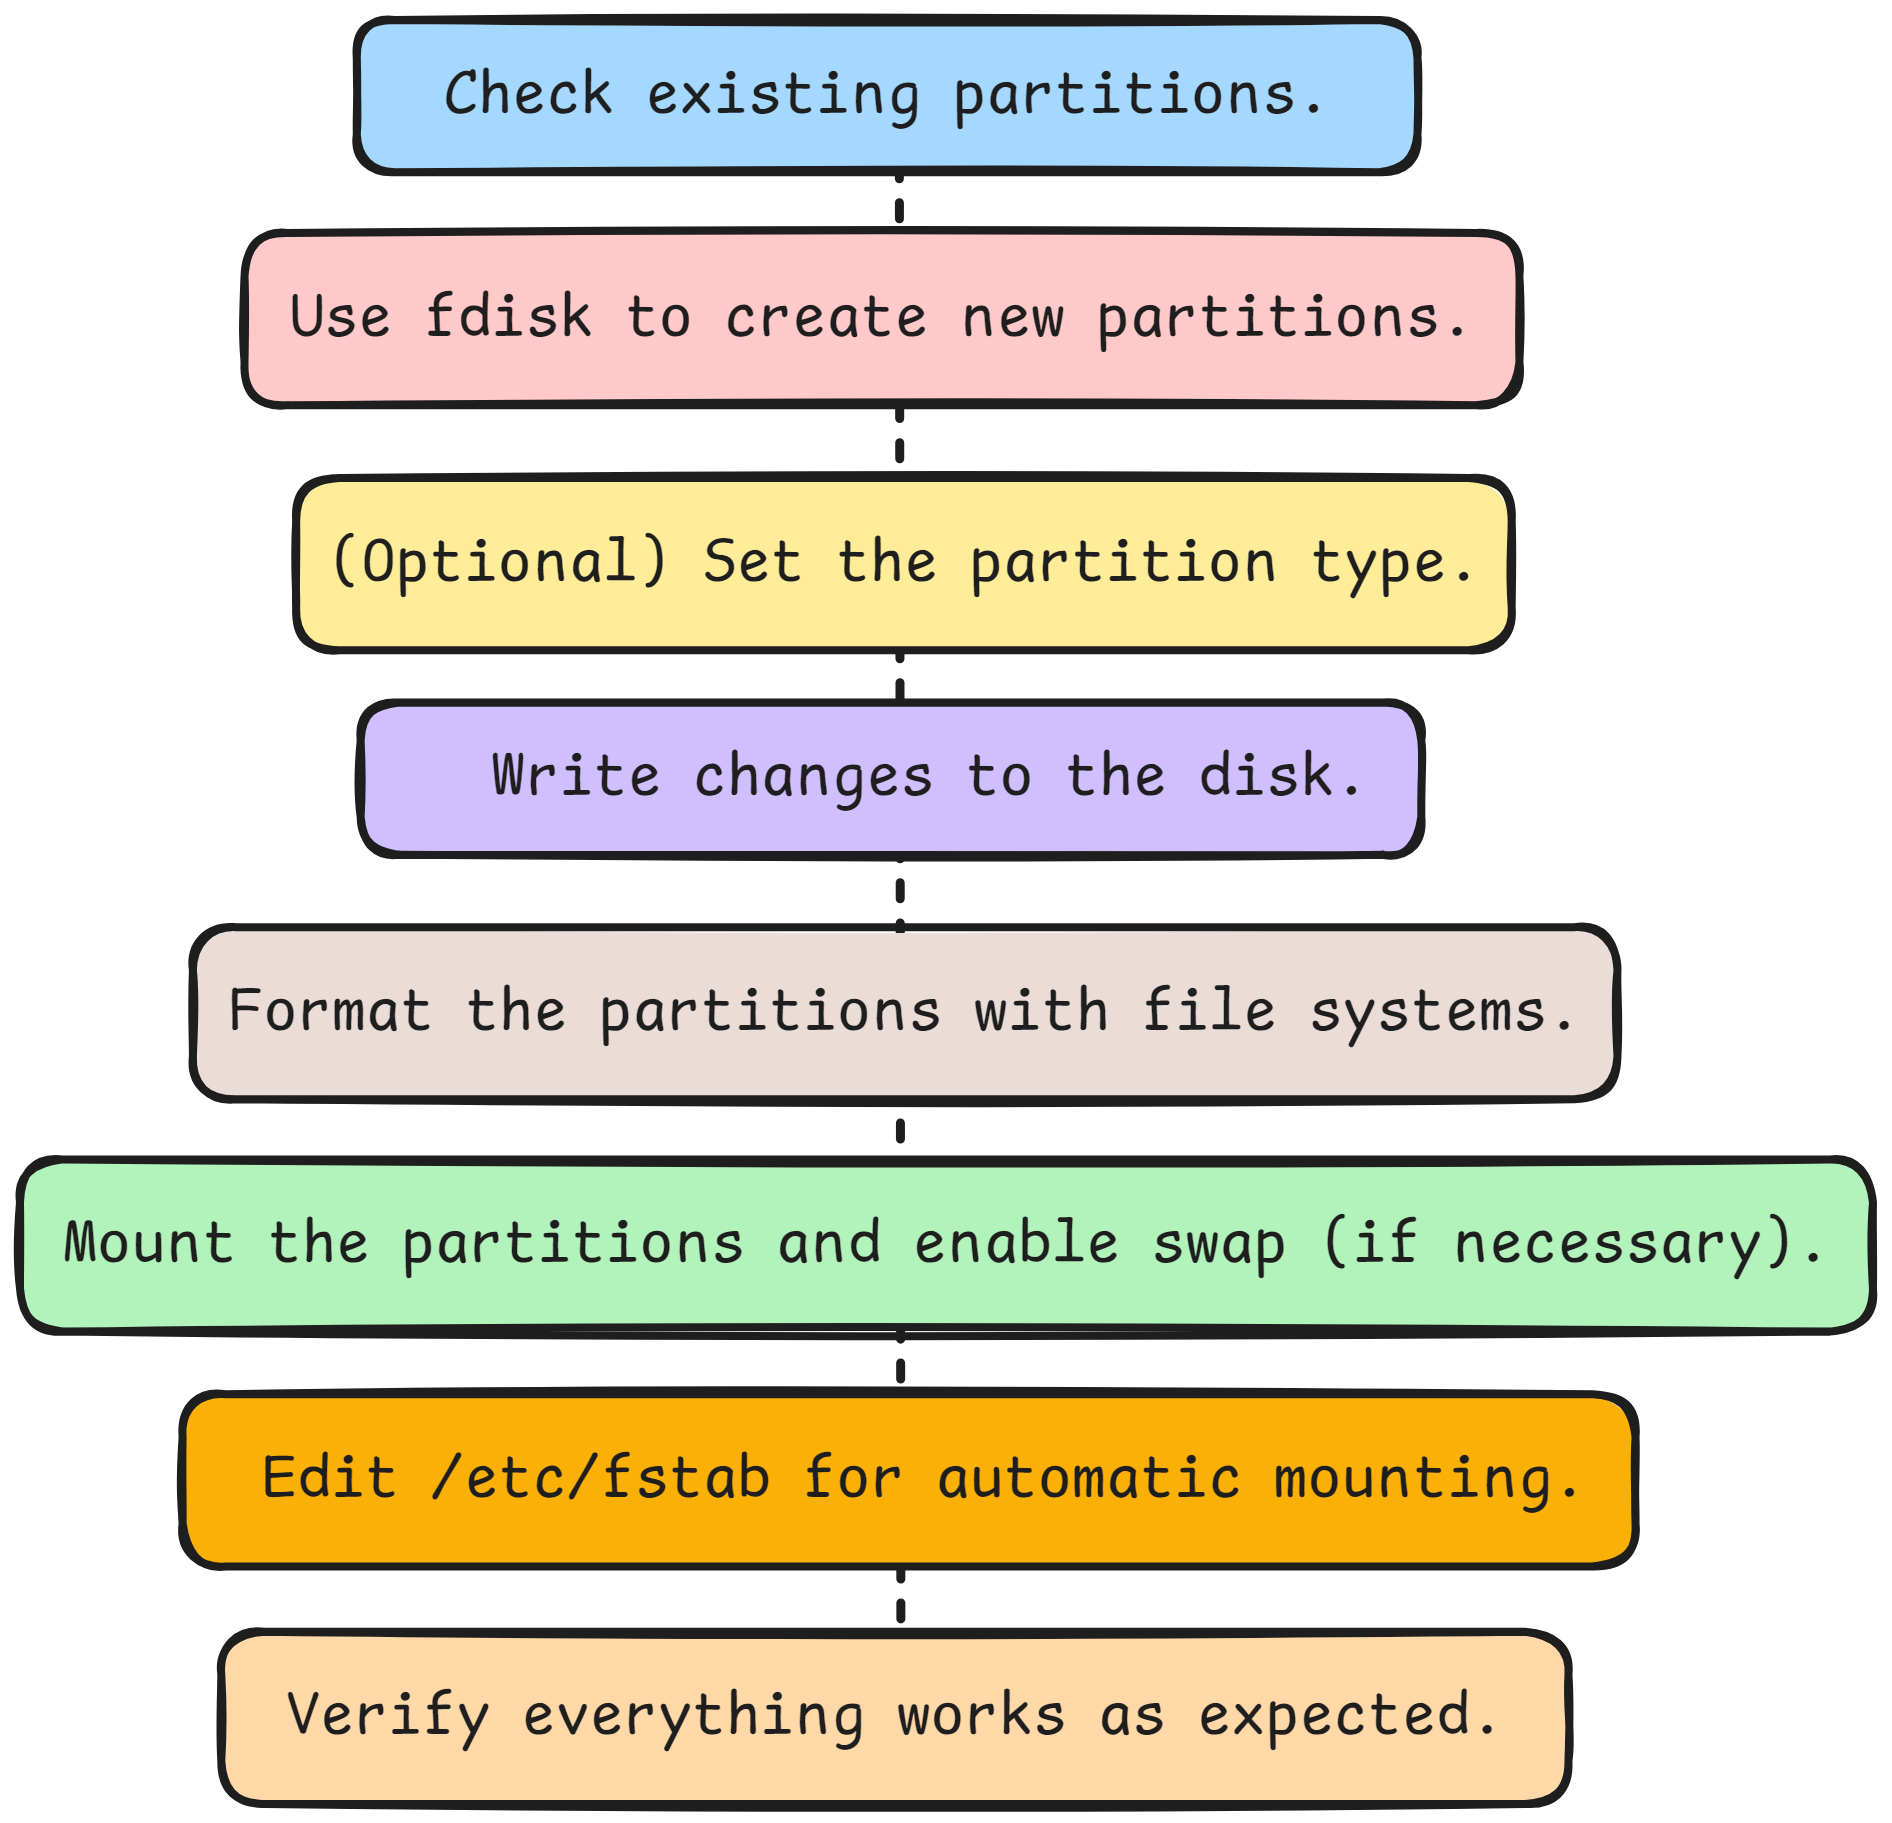 Check existing partitions.
Use fdisk to create new partitions.
(Optional) Set the partition type.
Write changes to the disk.
Format the partitions with file systems.
Mount the partitions and enable swap (if necessary).
Edit /etc/fstab for automatic mounting.
Verify everything works as expected.